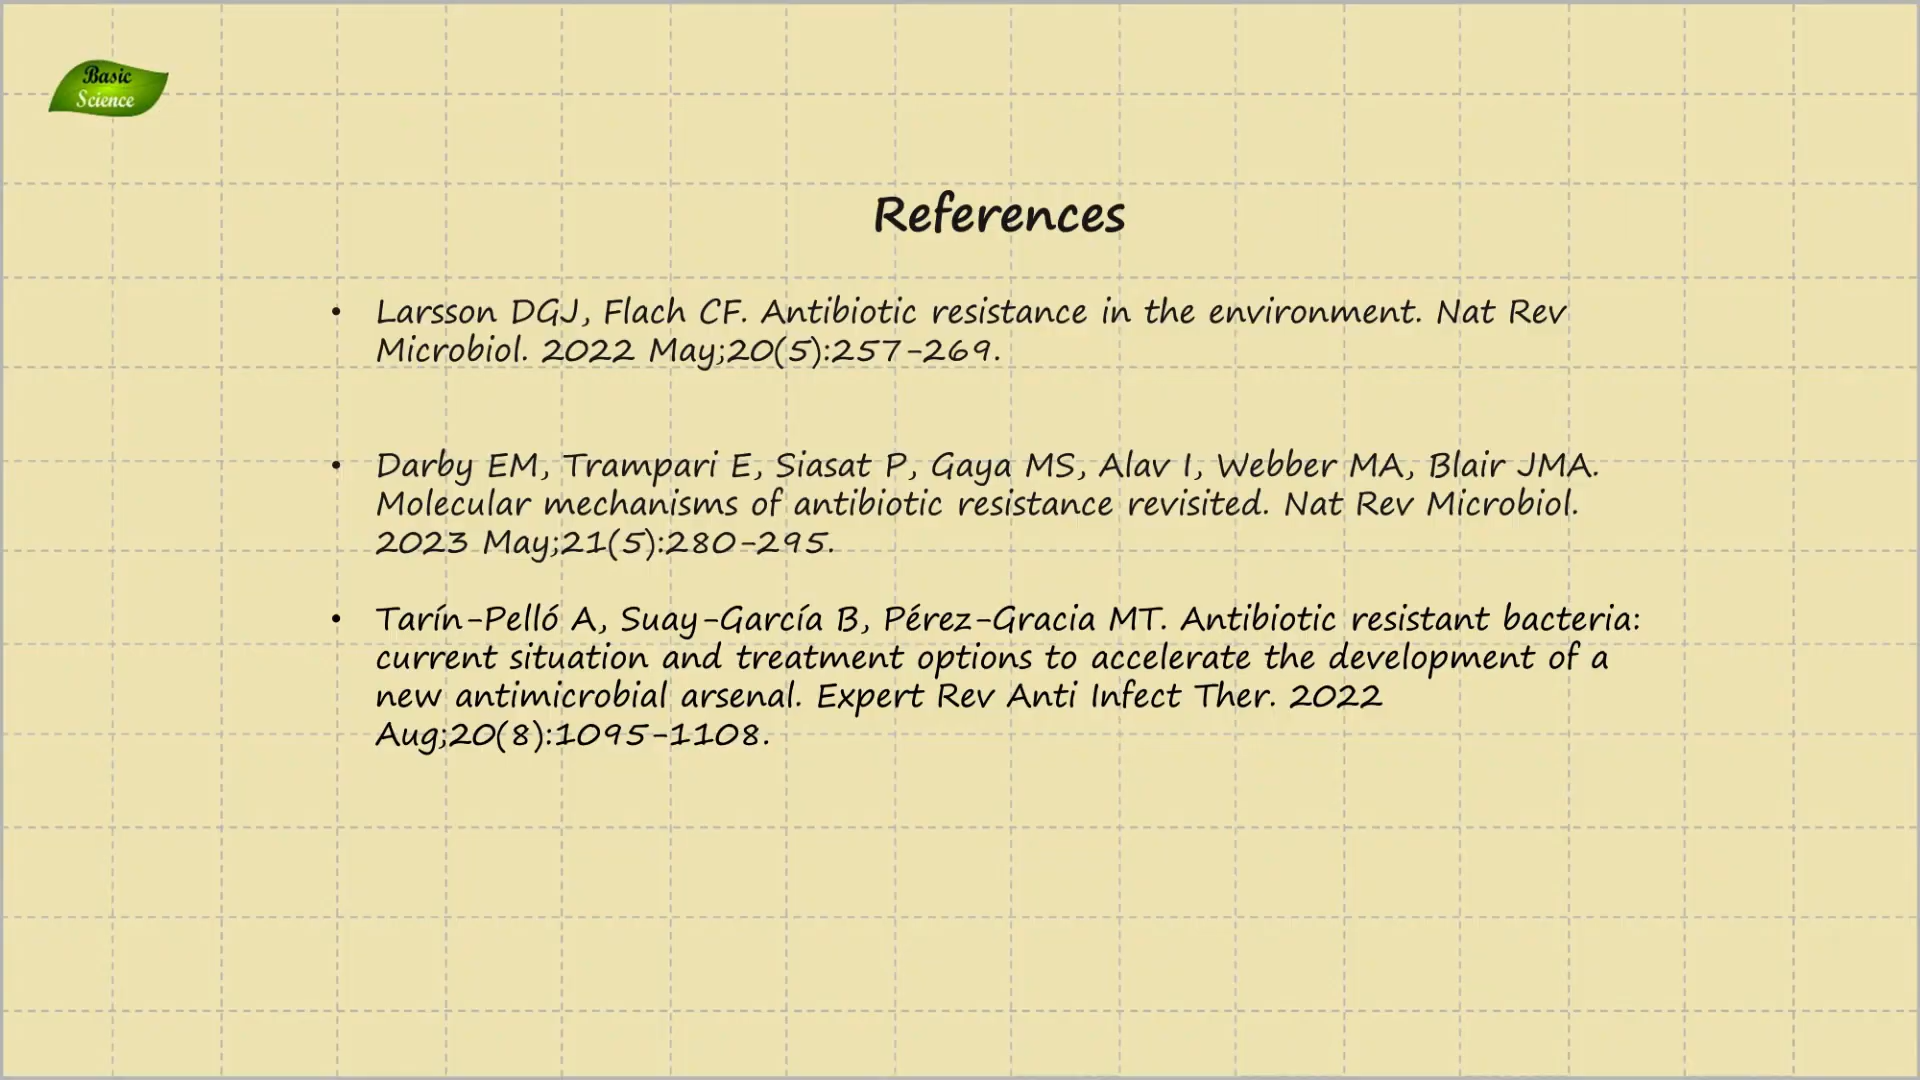 Basic
Science
References
• Larsson DGJ, Flach CF. Antibiotic resistance in the environment. Nat Rev
Microbiol. 2022 May;20(5):257-269.
• Darby EM, Trampari E, Siasat P, Gaya MS, Alav I, Webber MA, Blair JMA.
Molecular mechanisms of antibiotic resistance revisited. Nat Rev Microbiol.
2023 May;21(5):280-295.
• Tarín-Pelló A, Suay-García B, Pérez-Gracia MT. Antibiotic resistant bacteria:
current situation and treatment options to accelerate the development of a
new antimicrobial arsenal. Expert Rev Anti Infect Ther. 2022
Aug;20(8):1095-1108.